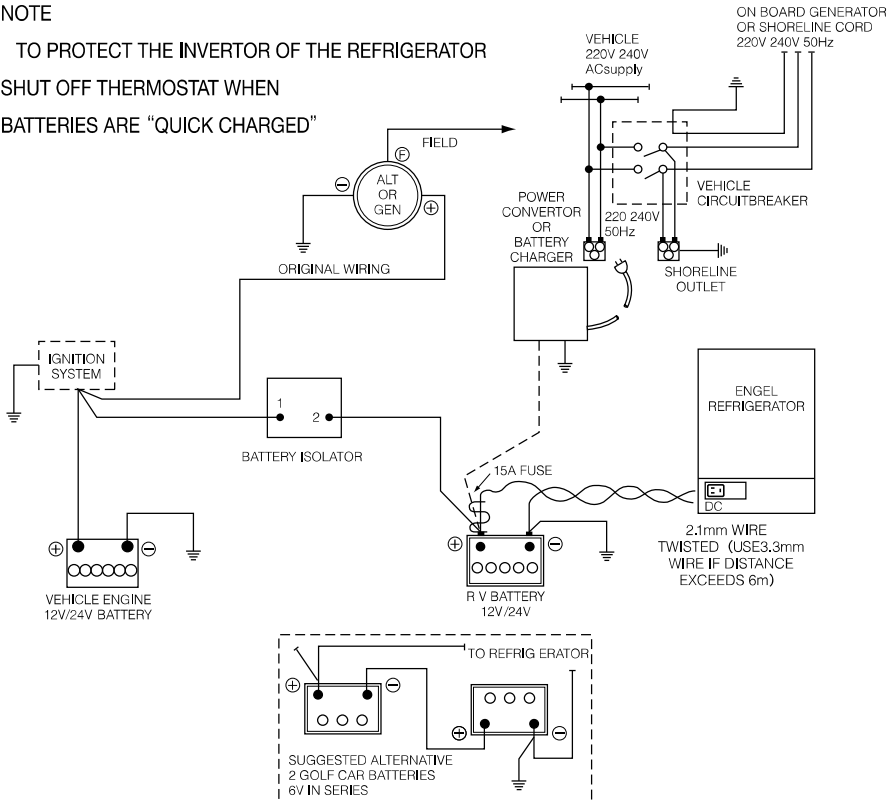 NOTE
TO PROTECT THE INVERTOR OF THE REFRIGERATOR
SHUT OFF THERMOSTAT WHEN
BATTERIES ARE “QUICK CHARGED”
ON BOARD GENERATOR
OR SHORELINE CORD
220V 240V 50Hz
VEHICLE
220V 240V
ACsupply
FIELD
F
ALT
OR
GEN
ORIGINAL WIRING
VEHICLE
CIRCUITBREAKER
POWER
CONVERTOR
OR
BATTERY
CHARGER
220 240V
50Hz
SHORELINE
OUTLET
IGNITION
SYSTEM
1
2
BATTERY ISOLATOR
ENGEL
REFRIGERATOR
15A FUSE
DC
2.1mm WIRE
TWISTED (USE3.3mm
WIRE IF DISTANCE
EXCEEDS 6m)
VEHICLE ENGINE
12V/24V BATTERY
R V BATTERY
12V/24V
TO REFRIG ERATOR
SUGGESTED ALTERNATIVE
2 GOLF CAR BATTERIES
6V IN SERIES